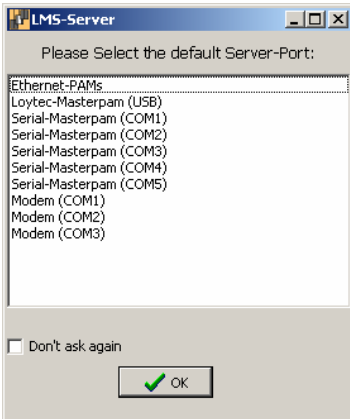 LMS-Server
Please Select the default Server-Port:
Ethernet-PAMs
Loytec-Masterpam (USB)
Serial-Masterpam (COM1)
Serial-Masterpam (COM2)
Serial-Masterpam (COM3)
Serial-Masterpam (COM4)
Serial-Masterpam (COM5)
Modem (COM1)
Modem (COM2)
Modem (COM3)
Don't ask again
OK